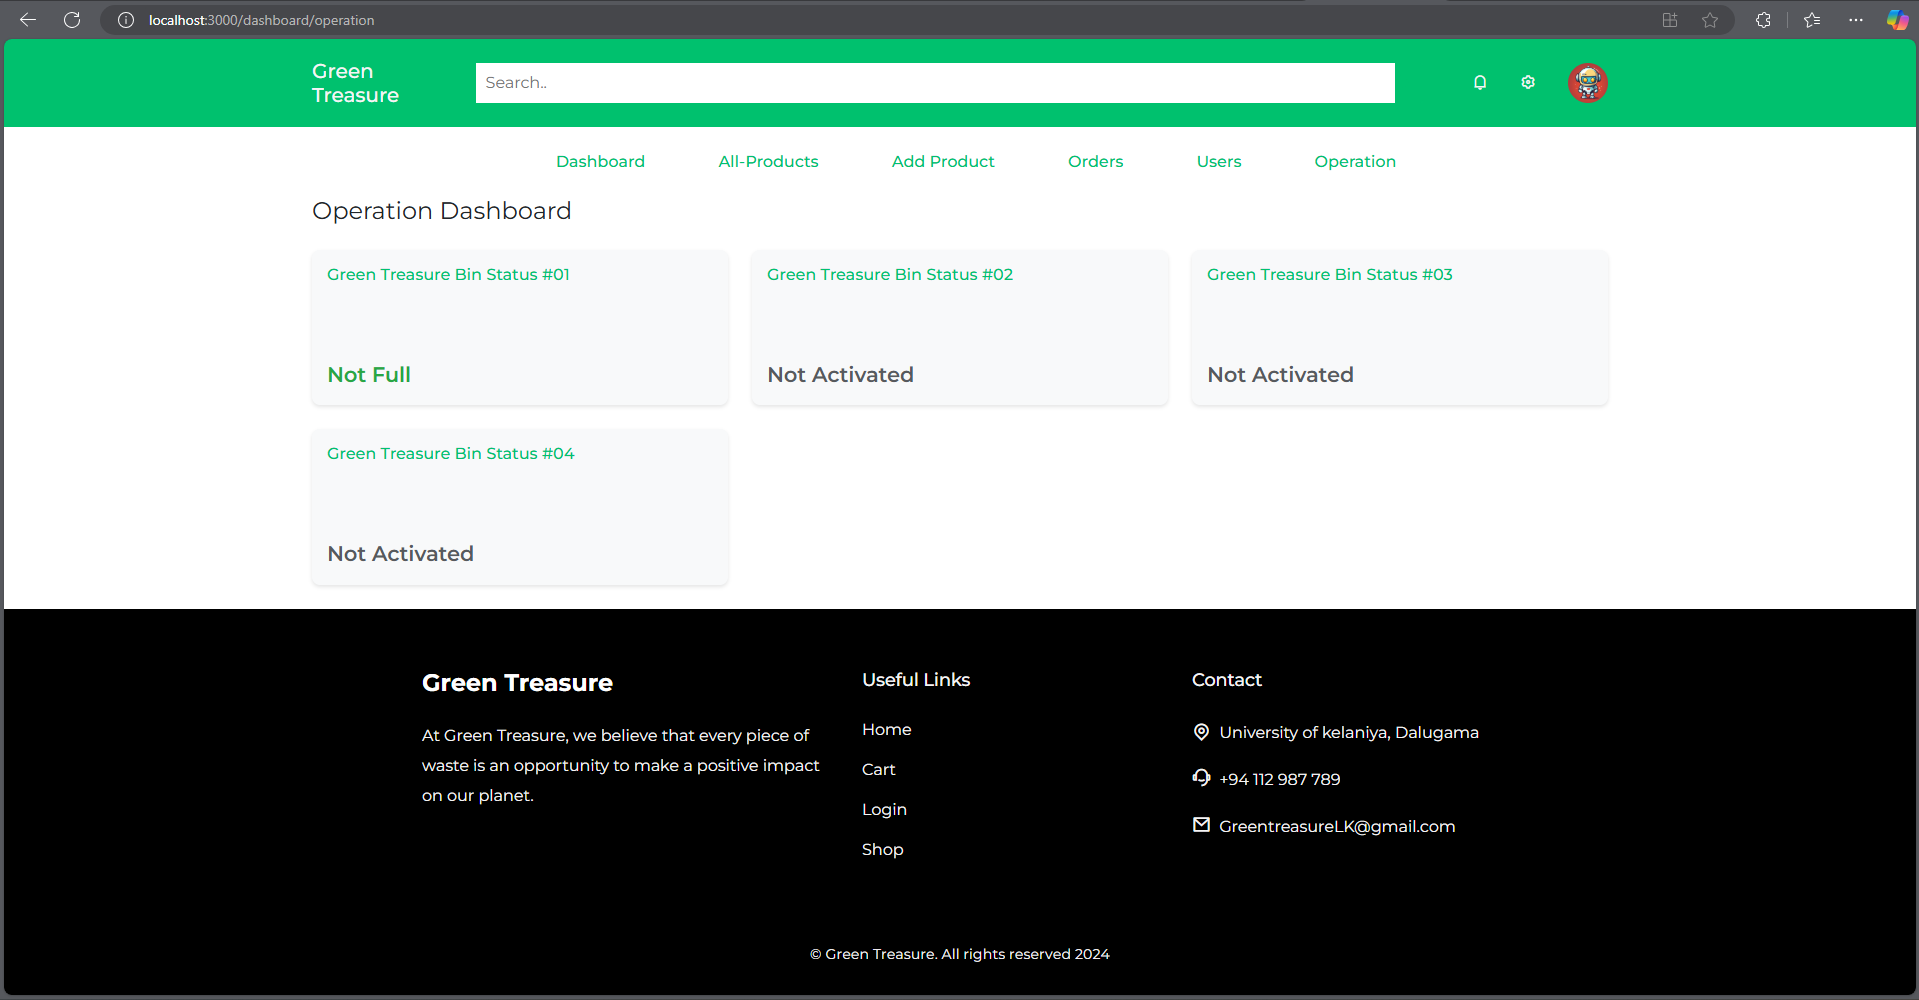 localhost:3000/dashboard/operation
Green
Treasure
Search..
Dashboard All-Products Add Product Orders Users Operation
Operation Dashboard
Green Treasure Bin Status #01
Not Full
Green Treasure Bin Status #02
Not Activated
Green Treasure Bin Status #03
Not Activated
Green Treasure Bin Status #04
Not Activated
Green Treasure
At Green Treasure, we believe that every piece of
waste is an opportunity to make a positive impact
on our planet.
Useful Links
Home
Cart
Login
Shop
Contact
University of kelaniya, Dalugama
+94 112 987 789
GreentreasureLK@gmail.com
© Green Treasure. All rights reserved 2024